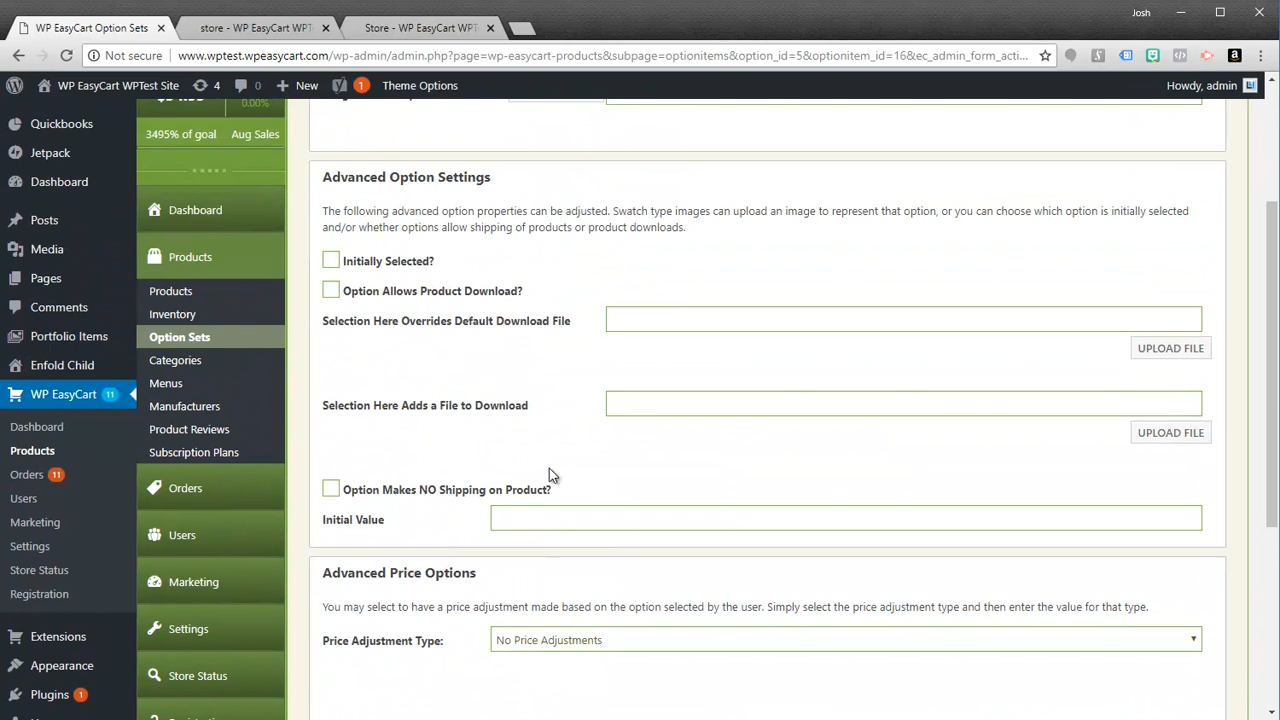 WP EasyCart Option Sets
store - WP EasyCart WPT
Store - WP EasyCart WPT
Josh
Not secure
www.wptest.wpeasycart.com/wp-admin/admin.php?page=wp-easycart-products&subpage=optionitems&option_id=5&optionitem_id=16&ec_admin_form_acti...
WP EasyCart WPTest Site
4
0
New
1
Theme Options
Howdy, admin
Quickbooks
Jetpack
Dashboard
Posts
Media
Pages
Comments
Portfolio Items
Enfold Child
WP EasyCart 11
Dashboard
Products
Orders 11
Users
Marketing
Settings
Store Status
Registration
Extensions
Appearance
Plugins 1
0.00%
3495% of goal
Aug Sales
Dashboard
Products
Products
Inventory
Option Sets
Categories
Menus
Manufacturers
Product Reviews
Subscription Plans
Orders
Users
Marketing
Settings
Store Status
Advanced Option Settings
The following advanced option properties can be adjusted. Swatch type images can upload an image to represent that option, or you can choose which option is initially selected
and/or whether options allow shipping of products or product downloads.
Initially Selected?
Option Allows Product Download?
Selection Here Overrides Default Download File
UPLOAD FILE
Selection Here Adds a File to Download
UPLOAD FILE
Option Makes NO Shipping on Product?
Initial Value
Advanced Price Options
You may select to have a price adjustment made based on the option selected by the user. Simply select the price adjustment type and then enter the value for that type.
Price Adjustment Type:
No Price Adjustments